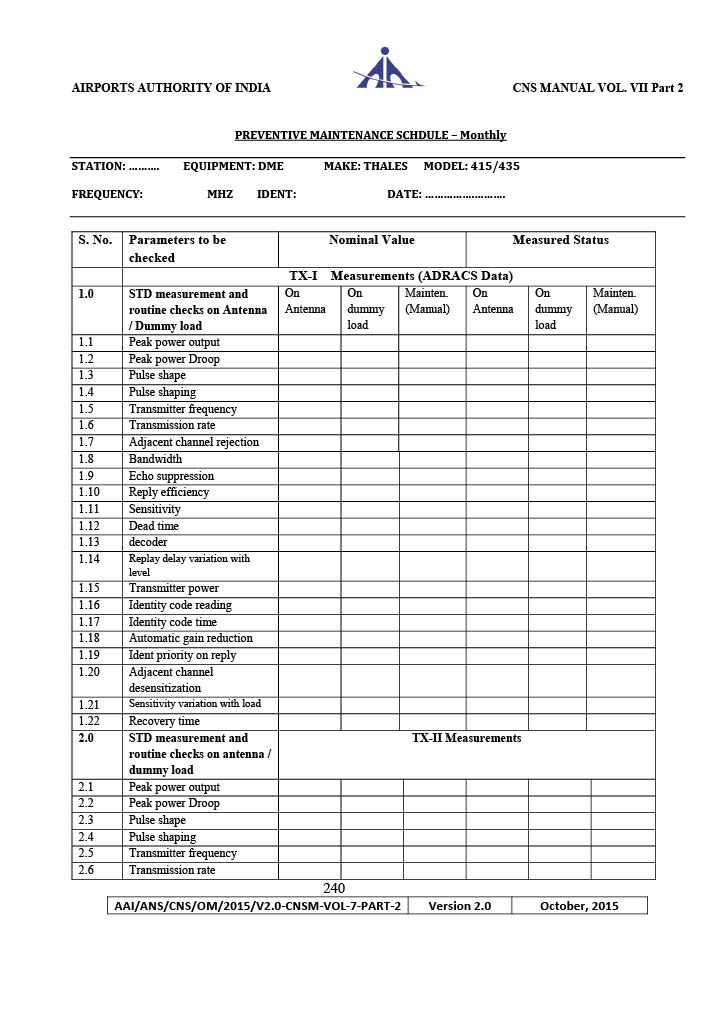 AIRPORTS AUTHORITY OF INDIA CNS MANUAL VOL. VII Part 2
PREVENTIVE MAINTENANCE SCHDULE – Monthly
STATION: ………. EQUIPMENT: DME MAKE: THALES MODEL: 415/435
FREQUENCY: MHZ IDENT: DATE: …………………….
S. No. Parameters to be Nominal Value Measured Status
checked
TX-I Measurements (ADRACS Data)
1.0 STD measurement and On On Mainten. On On Mainten.
routine checks on Antenna Antenna dummy (Manual) Antenna dummy (Manual)
/ Dummy load load load
1.1 Peak power output
1.2 Peak power Droop
1.3 Pulse shape
1.4 Pulse shaping
1.5 Transmitter frequency
1.6 Transmission rate
1.7 Adjacent channel rejection
1.8 Bandwidth
1.9 Echo suppression
1.10 Reply efficiency
1.11 Sensitivity
1.12 Dead time
1.13 decoder
1.14 Replay delay variation with
level
1.15 Transmitter power
1.16 Identity code reading
1.17 Identity code time
1.18 Automatic gain reduction
1.19 Ident priority on reply
1.20 Adjacent channel
desensitization
1.21 Sensitivity variation with load
1.22 Recovery time
2.0 STD measurement and TX-II Measurements
routine checks on antenna /
dummy load
2.1 Peak power output
2.2 Peak power Droop
2.3 Pulse shape
2.4 Pulse shaping
2.5 Transmitter frequency
2.6 Transmission rate
240
AAI/ANS/CNS/OM/2015/V2.0-CNSM-VOL-7-PART-2 Version 2.0 October, 2015